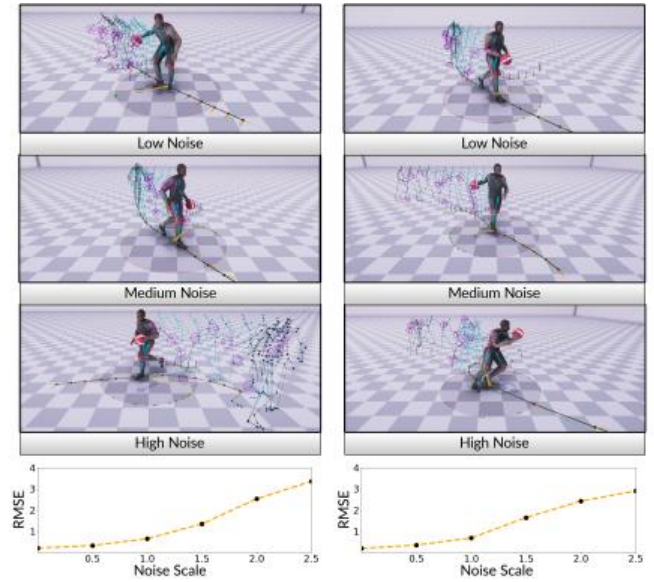 Low Noise
Low Noise
Medium Noise
Medium Noise
High Noise
High Noise
4
3
2
1
RMSE
0.5 1.0 1.5 2.0 2.5
Noise Scale
4
3
2
1
RMSE
0.5 1.0 1.5 2.0 2.5
Noise Scale